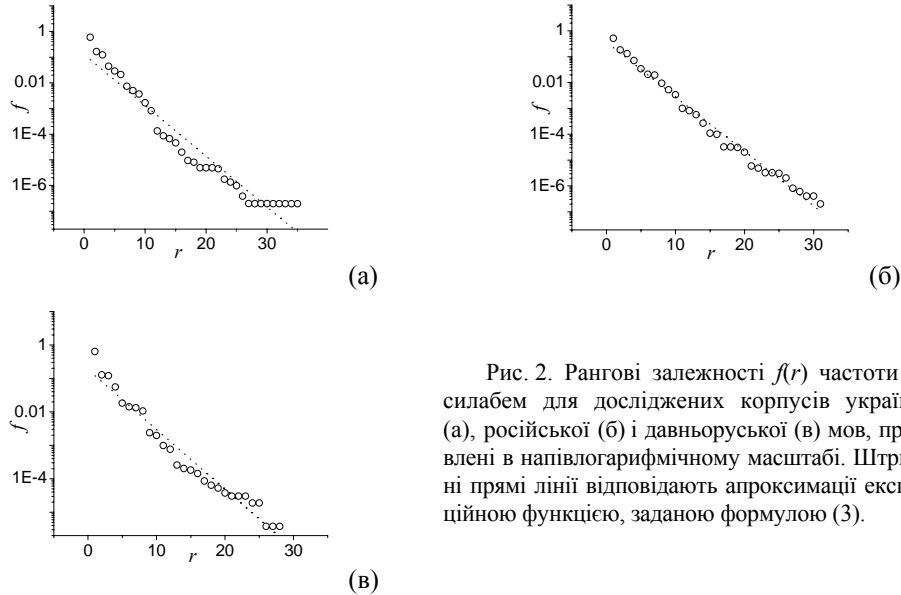 1
0.01
1E-4
1E-6
f
0 10 20 30
r
(а)
1
0.01
1E-4
1E-6
f
0 10 20 30
r
(б)
1
0.01
1E-4
f
0 10 20 30
r
(в)
Рис. 2. Рангові залежності f(r) частоти
силабем для досліджених корпусів украї
(а), російської (б) і давньоруської (в) мов, пр
влені в напівлогарифмічному масштабі. Штри
ні прямі лінії відповідають апроксимації експ
ційною функцією, заданою формулою (3).